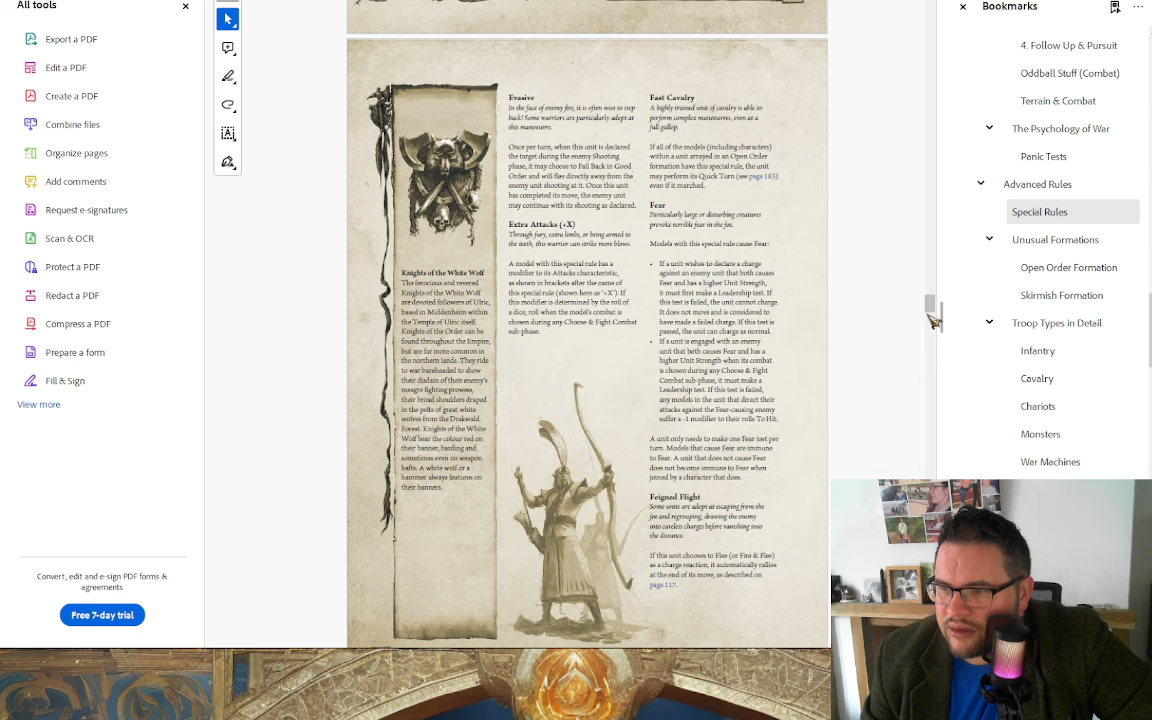 All tools
Export a PDF
Edit a PDF
Create a PDF
Combine files
Organize pages
Add comments
Request e-signatures
Scan & OCR
Protect a PDF
Redact a PDF
Compress a PDF
Prepare a form
Fill & Sign
View more
Convert, edit and e-sign PDF forms &
agreements
Free 7-day trial
Knights of the White Wolf
The ferocious and revered
Knights of the White Wolf
are devoted followers of Ulric,
based in Middenheim within
the Temple of Ulric itself.
Knights of the Order can be
found throughout the Empire,
but are far more common in
the northern lands. They ride
to war bareheaded to show
their disdain of their enemy's
meagre fighting prowess,
their broad shoulders draped
in the pelts of great white
wolves from the Drakwald
Forest. Knights of the White
Wolf bear the colour red on
their banner, barding and
sometimes even on weapon
hafts. A white wolf or a
hammer always features on
their banners.
Evasive
In the face of enemy fire, it is often wise to step
back! Some warriors are particularly adept at
this manoeuvre.
Once per turn, when this unit is declared
the target during the enemy Shooting
phase, it may choose to Fall Back in Good
Order and will flee directly away from the
enemy unit shooting at it. Once this unit
has completed its move, the enemy unit
may continue with its shooting as declared.
Extra Attacks (+X)
Through fury, extra limbs, or being armed to
the teeth, this warrior can strike more blows.
A model with this special rule has a
modifier to its Attacks characteristic,
as shown in brackets after the name
of this special rule (shown here as '+X'). If
this modifier is determined by the roll of
a dice, roll when the model's combat is
chosen during any Choose & Fight Combat
sub-phase.
Fast Cavalry
A highly trained unit of cavalry is able to
perform complex manoeuvres, even at a
full gallop.
If all of the models (including characters)
within a unit arrayed in an Open Order
formation have this special rule, the unit
may perform its Quick Turn (see page 183)
even if it marched.
Fear
Particularly large or disturbing creatures
provoke terrible fear in the foe.
Models with this special rule cause Fear:
• If a unit wishes to declare a charge
against an enemy unit that both causes
Fear and has a higher Unit Strength,
it must first make a Leadership test. If
this test is failed, the unit cannot charge.
It does not move and is considered to
have made a failed charge. If this test is
passed, the unit can charge as normal.
• If a unit is engaged with an enemy
unit that both causes Fear and has a
higher Unit Strength when its combat
is chosen during any Choose & Fight
Combat sub-phase, it must make a
Leadership test. If this test is failed,
any models in the unit that direct their
attacks against the Fear-causing enemy
suffer a -1 modifier to their rolls To Hit.
A unit only needs to make one Fear test per
turn. Models that cause Fear are immune
to Fear. A unit that does not cause Fear
does not become immune to Fear when
joined by a character that does.
Feigned Flight
Some units are adept at escaping from the
foe and regrouping, drawing the enemy
into careless charges before vanishing into
the distance.
If this unit chooses to Flee (or Fire & Flee)
as a charge reaction, it automatically rallies
at the end of its move, as described on
page 117.
Bookmarks
4. Follow Up & Pursuit
Oddball Stuff (Combat)
Terrain & Combat
The Psychology of War
Panic Tests
Advanced Rules
Special Rules
Unusual Formations
Open Order Formation
Skirmish Formation
Troop Types in Detail
Infantry
Cavalry
Chariots
Monsters
War Machines